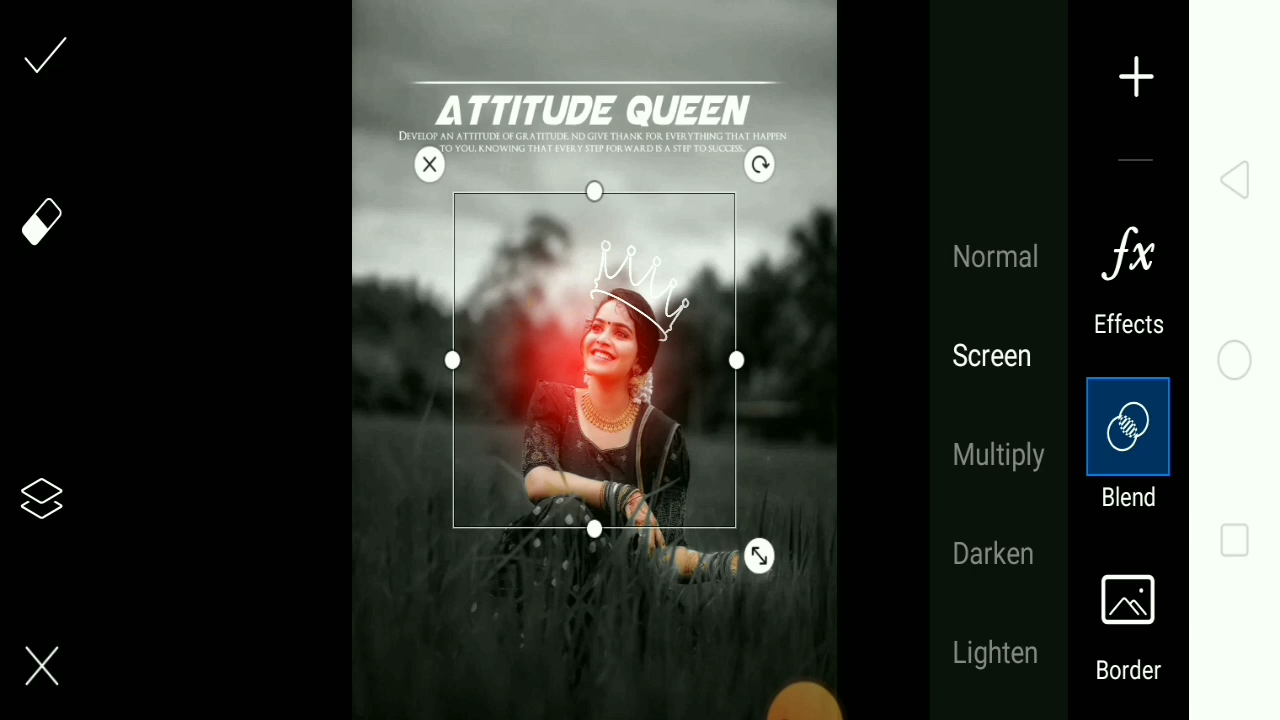 ATTITUDE QUEEN
DEVELOP AN ATTITUDE OF GRATITUDE, ND GIVE THANK FOR EVERYTHING THAT HAPPEN
TO YOU, KNOWING THAT EVERY STEP FORWARD IS A STEP TO SUCCESS..
Normal
Screen
Multiply
Darken
Lighten
fx
Effects
Blend
Border